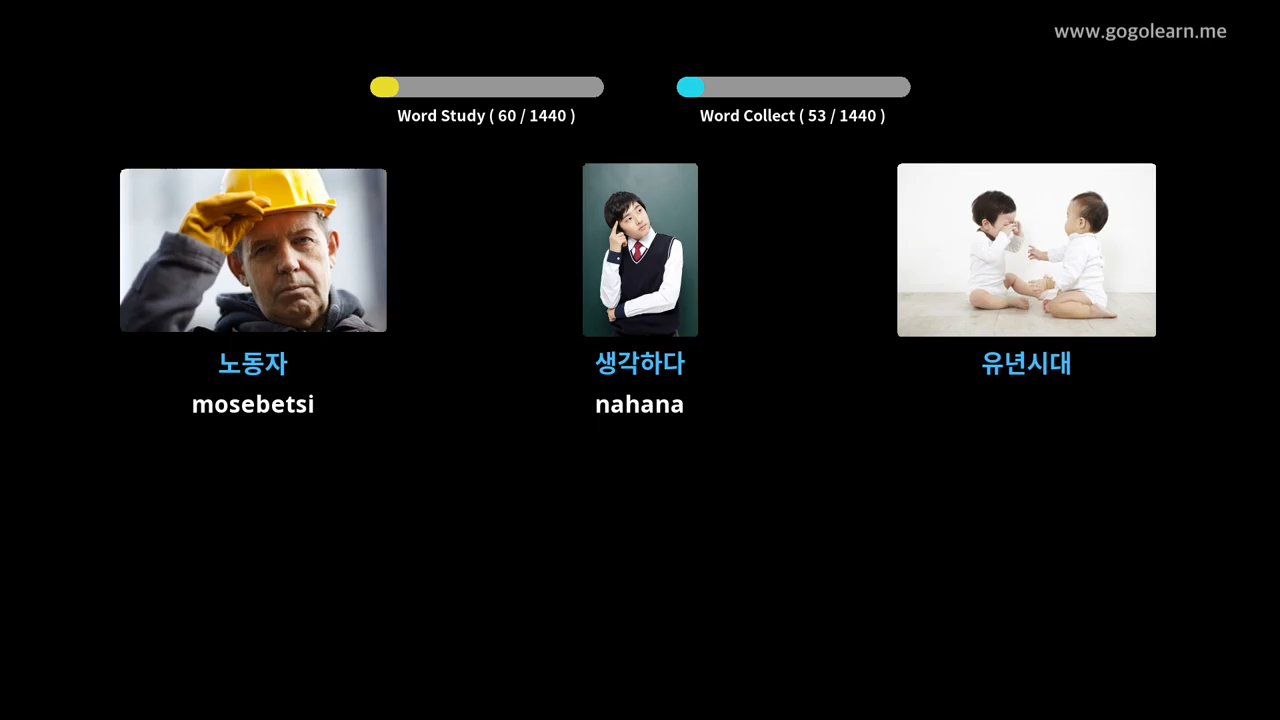 www.gogolearn.me
Word Study ( 60 / 1440 )
Word Collect ( 53 / 1440 )
노동자
생각하다
유년시대
mosebetsi
nahana